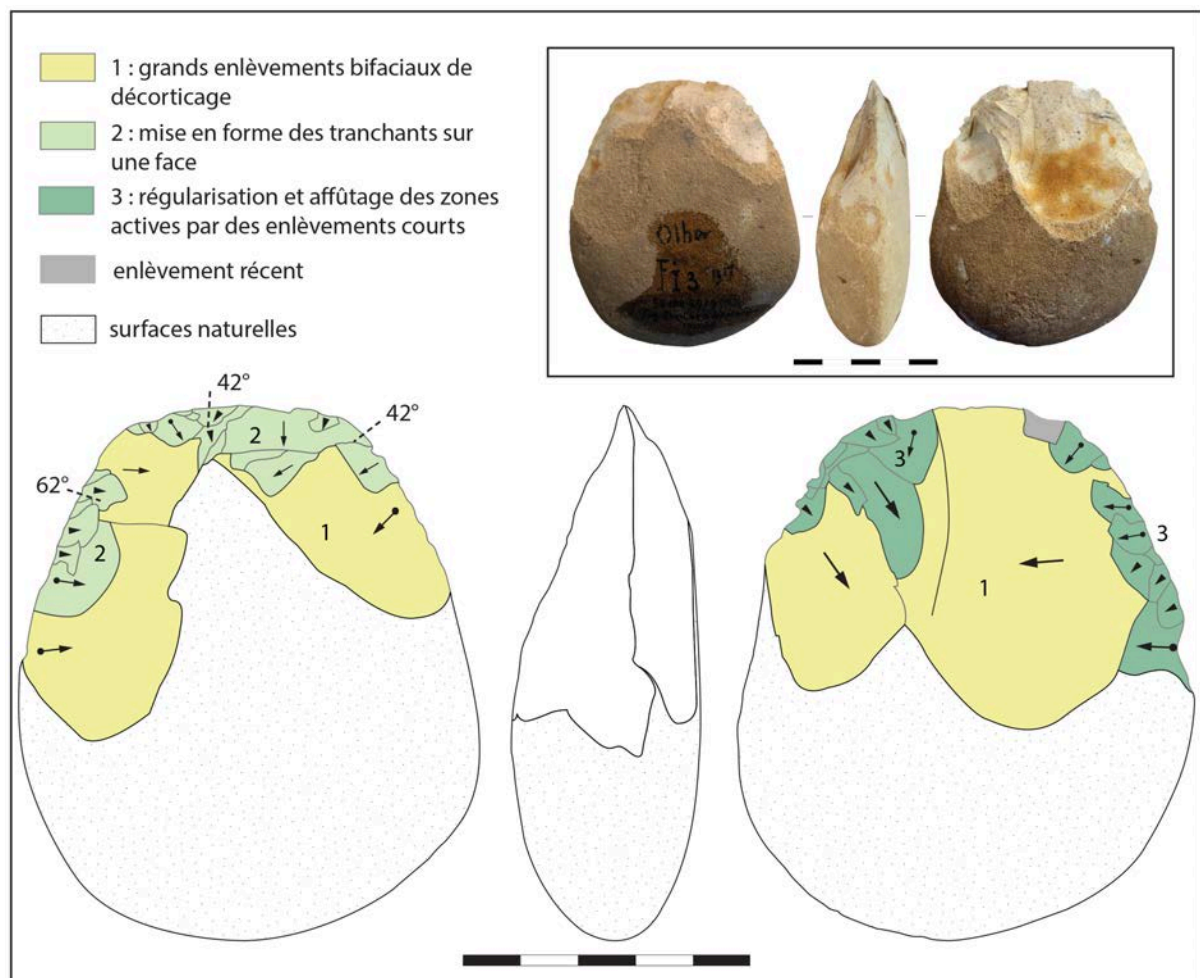 1 : grands enlèvements bifaciaux de
décorticage
2 : mise en forme des tranchants sur
une face
3 : régularisation et affûtage des zones
actives par des enlèvements courts
enlèvement récent
surfaces naturelles
Olha
42°
42°
2
62°
1
2
3
3
1